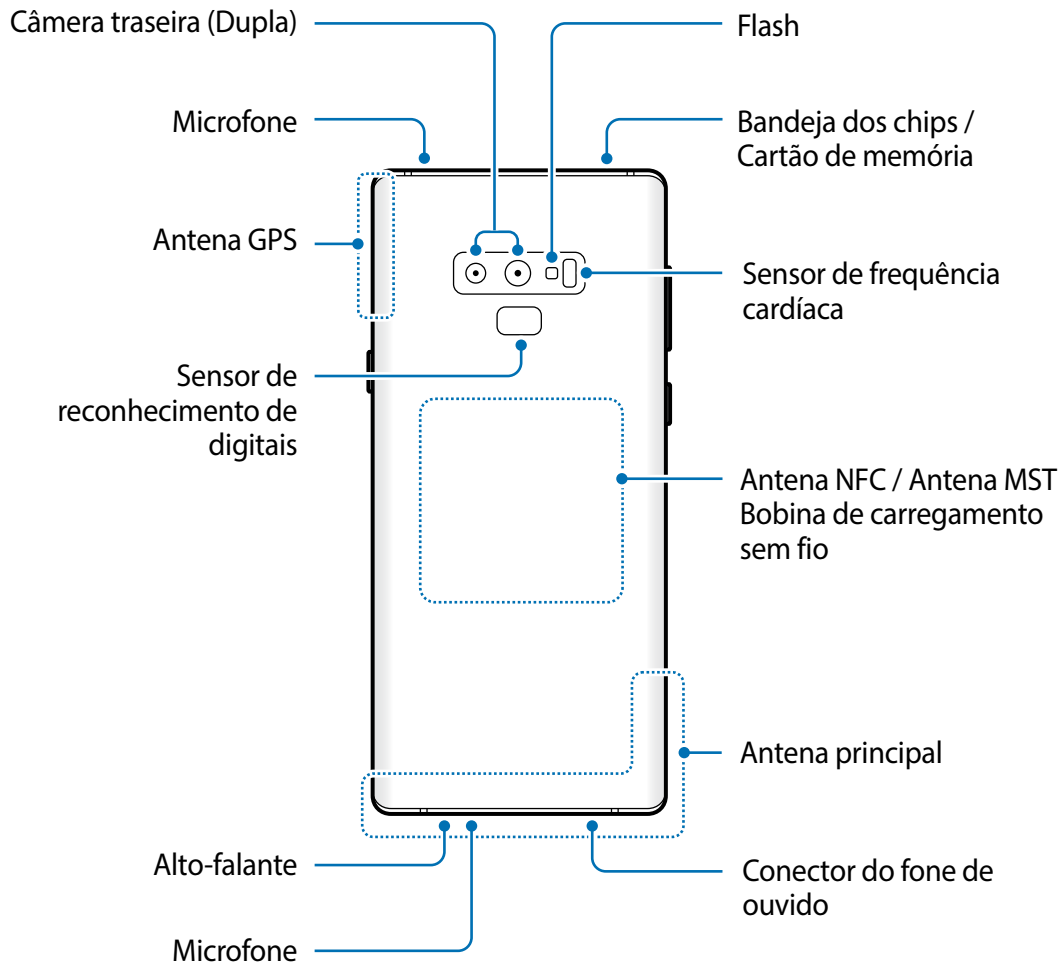 Câmera traseira (Dupla)
Flash
Microfone
Bandeja dos chips /
Cartão de memória
Antena GPS
Sensor de frequência
cardíaca
Sensor de
reconhecimento de
digitais
Antena NFC / Antena MST
Bobina de carregamento
sem fio
Antena principal
Alto-falante
Conector do fone de
ouvido
Microfone